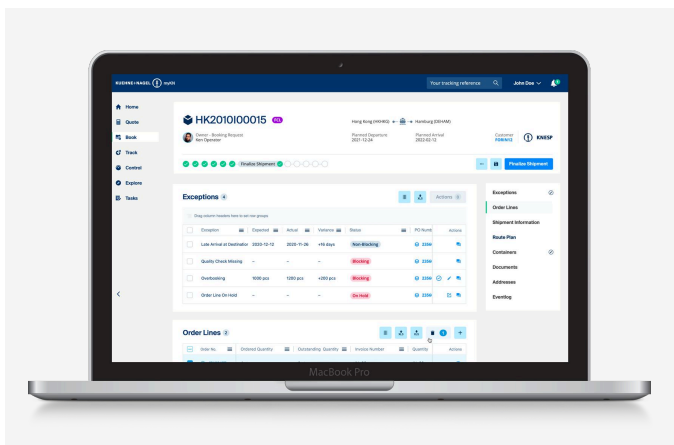 KUEHNE+NAGEL myKN
Your tracking reference
John Doe
Home
Quote
Book
Track
Control
Explore
Tasks
HK2010I00015
Owner - Booking Request
Ken Operator
Hong Kong (HKHKG)
Hamburg (DEHAM)
Planned Departure
2021-12-24
Planned Arrival
2022-02-12
Customer
KNESP
Finalise Shipment
Finalise Shipment
Exceptions 4
Actions 0
Drag column headers here to set row groups
Exception Expected Actual Variance Status PO Numb Actions
Late Arrival at Destination 2020-10-12 2020-11-26 +15 days Non-Blocking
Quality Check Missing - - - Blocking
Overbooking 1000 pcs 1200 pcs +200 pcs Blocking
Order Line On Hold - - - On Hold
Exceptions
Order Lines
Shipment Information
Route Plan
Containers
Documents
Addresses
Eventlog
Order Lines 2
Order No. Ordered Quantity Outstanding Quantity Invoice Number Quantity Actions
MacBook Pro